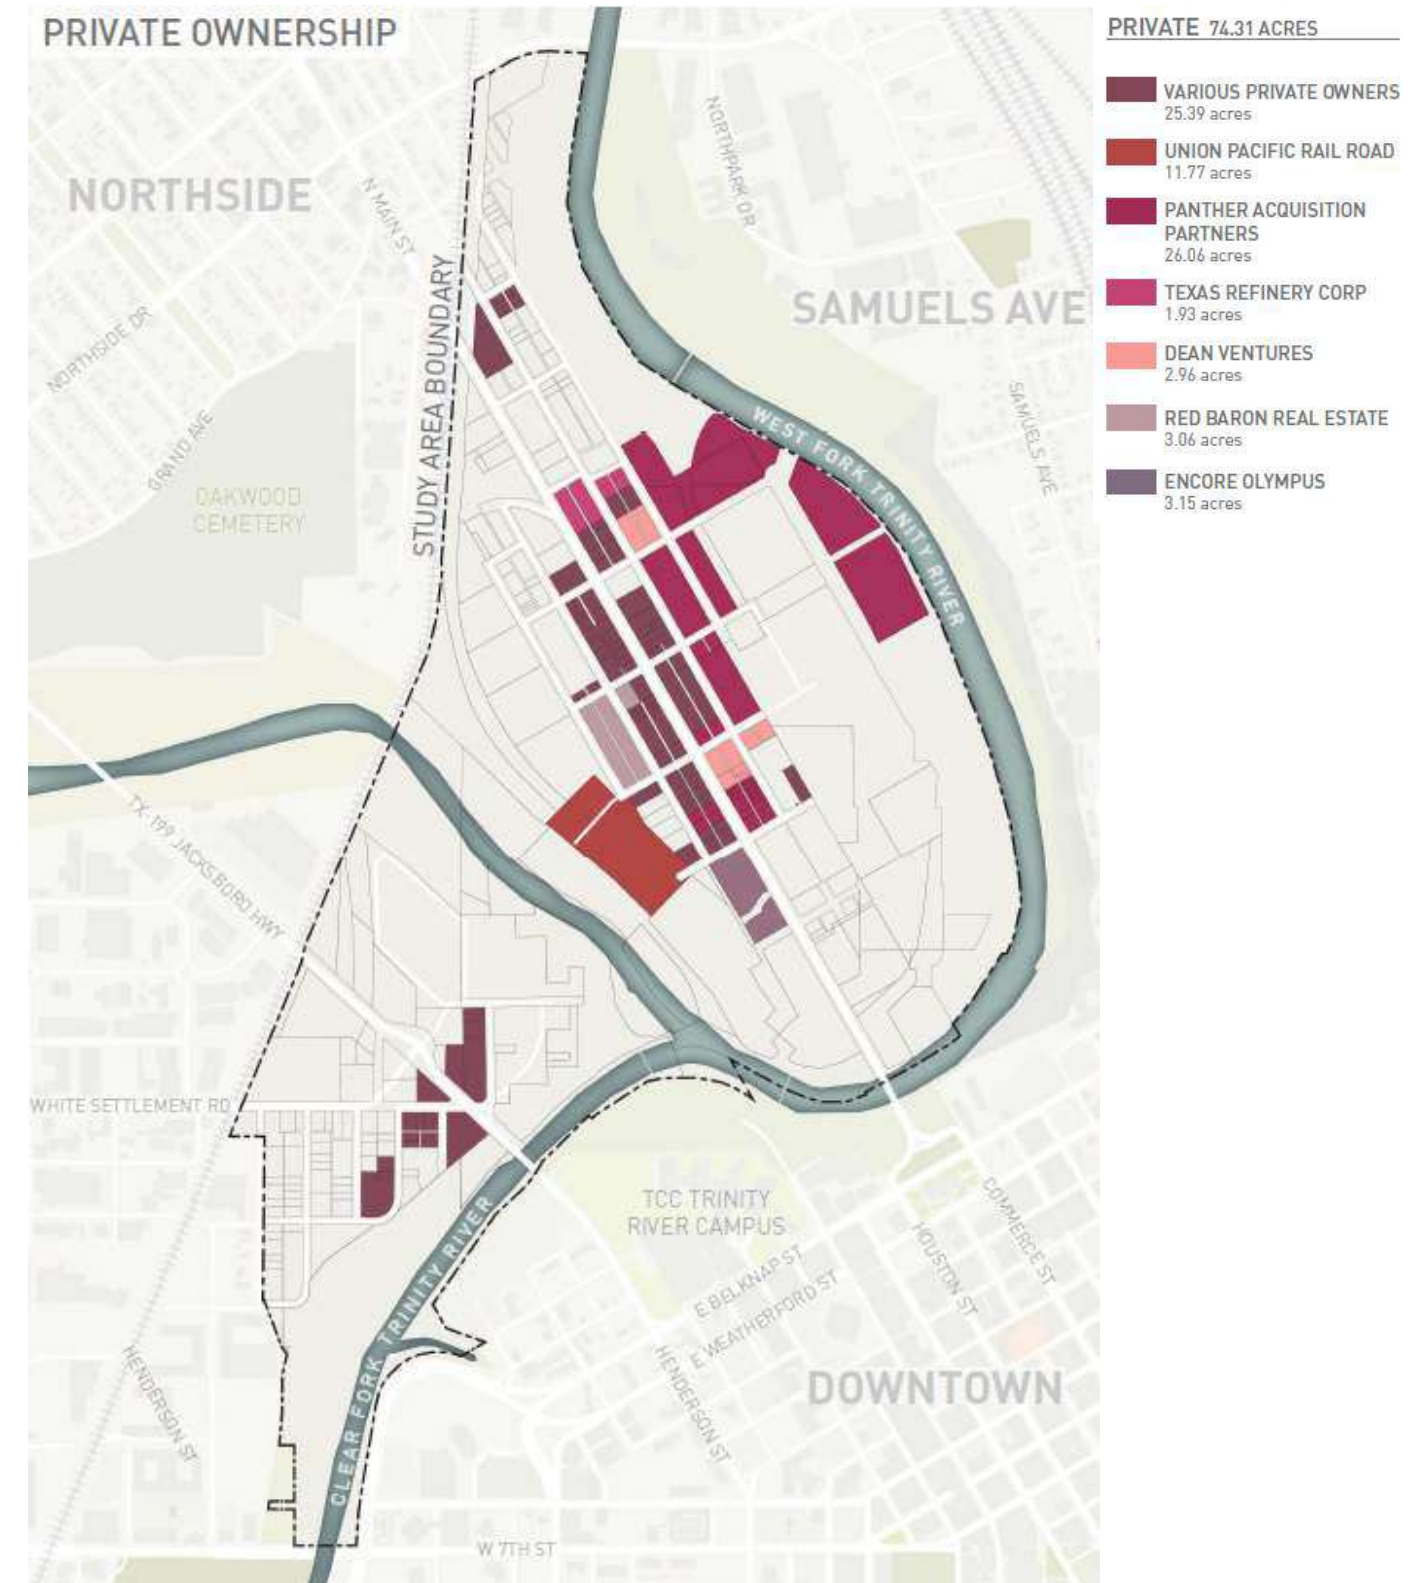 PRIVATE OWNERSHIP
PRIVATE 74.31 ACRES
VARIOUS PRIVATE OWNERS
25.39 acres
UNION PACIFIC RAIL ROAD
11.77 acres
PANTHER ACQUISITION
PARTNERS
26.06 acres
TEXAS REFINERY CORP
1.93 acres
DEAN VENTURES
2.96 acres
RED BARON REAL ESTATE
3.06 acres
ENCORE OLYMPUS
3.15 acres
NORTHSIDE
N MAIN ST
NORTHPARK DR
SAMUELS AVE
NORTHSIDE DR
GRAND AVE
STUDY AREA BOUNDARY
SAMUELS AVE
OAKWOOD
CEMETERY
WEST FORK TRINITY RIVER
TX-199 JACKSBORO HWY
WHITE SETTLEMENT RD
TCC TRINITY
RIVER CAMPUS
COMMERCE ST
HOUSTON ST
E BELKNAP ST
E WEATHERFORD ST
HENDERSON ST
HENDERSON ST
DOWNTOWN
CLEAR FORK TRINITY RIVER
W 7TH ST